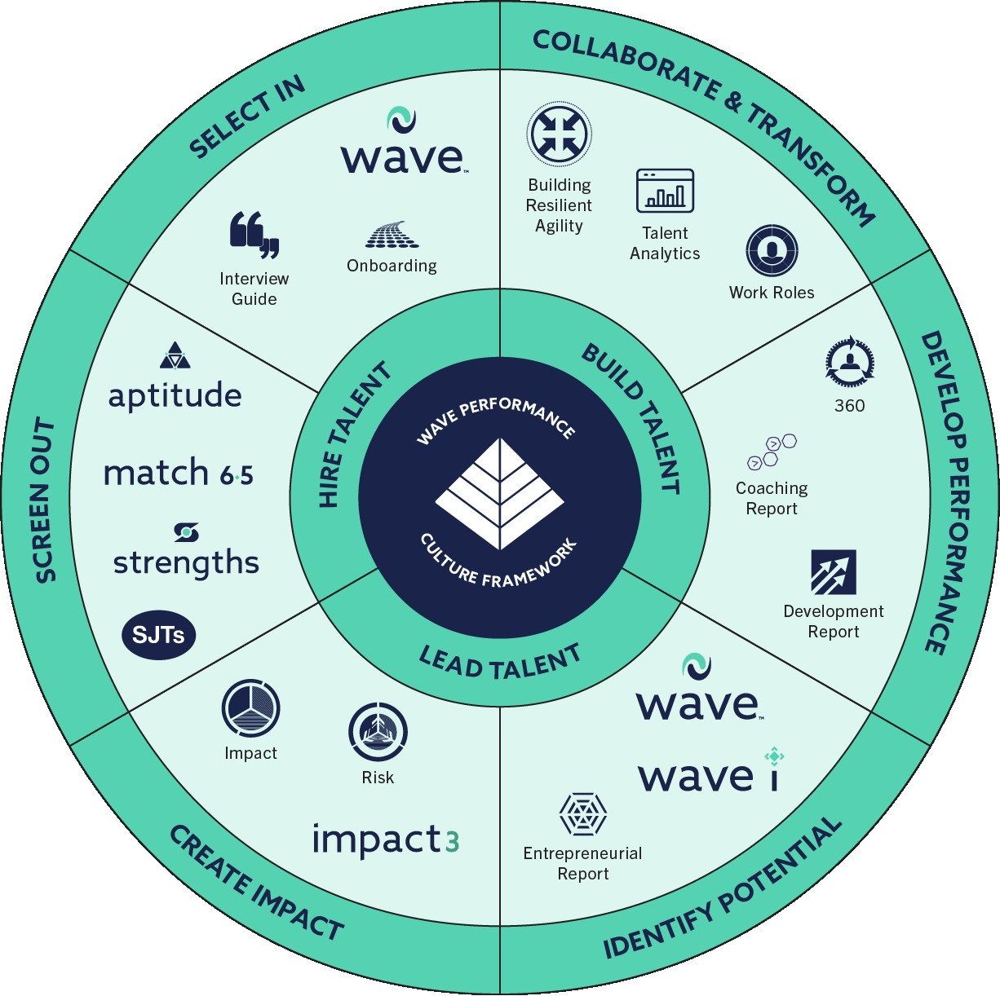 COLLABORATE & TRANSFORM
Building
Resilient
Agility
Talent
Analytics
Work Roles
DEVELOP PERFORMANCE
360
Coaching
Report
Development
Report
IDENTIFY POTENTIAL
wave™
wave i
Entrepreneurial
Report
CREATE IMPACT
Impact
Risk
impact3
SCREEN OUT
aptitude
match 6.5
strengths
SJTs
SELECT IN
wave™
Interview
Guide
Onboarding
HIRE TALENT
BUILD TALENT
LEAD TALENT
WAVE PERFORMANCE
CULTURE FRAMEWORK